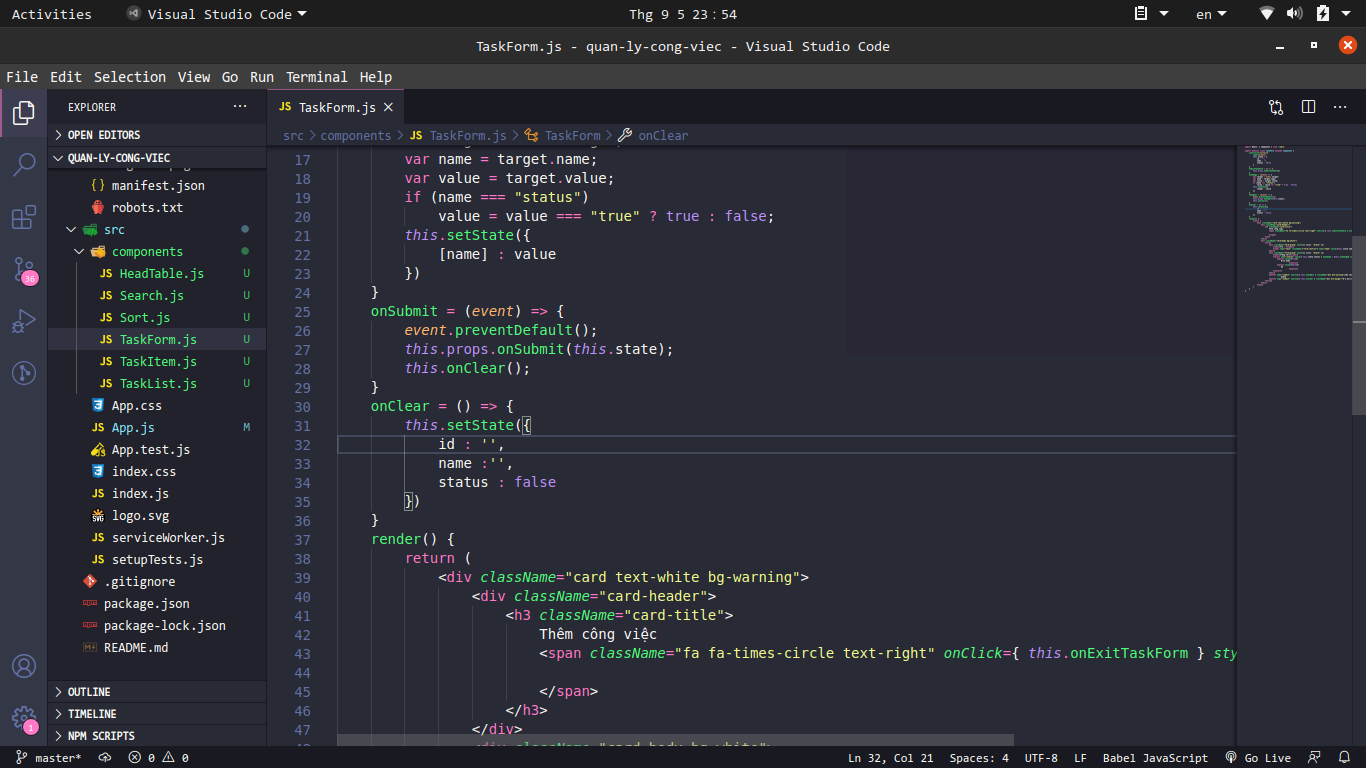 Activities
Visual Studio Code
Thg 9 5 23:54
en
TaskForm.js - quan-ly-cong-viec - Visual Studio Code
File Edit Selection View Go Run Terminal Help
EXPLORER
OPEN EDITORS
QUAN-LY-CONG-VIEC
{} manifest.json
robots.txt
src
components
JS HeadTable.js U
JS Search.js U
JS Sort.js U
JS TaskForm.js U
JS TaskItem.js U
JS TaskList.js U
App.css
JS App.js M
App.test.js
index.css
JS index.js
logo.svg
JS serviceWorker.js
JS setupTests.js
.gitignore
package.json
package-lock.json
README.md
OUTLINE
TIMELINE
NPM SCRIPTS
36
1
JS TaskForm.js
src > components > JS TaskForm.js > TaskForm > onClear
17 var name = target.name;
18 var value = target.value;
19 if (name === "status")
20 value = value === "true" ? true : false;
21 this.setState({
22 [name] : value
23 })
24 }
25 onSubmit = (event) => {
26 event.preventDefault();
27 this.props.onSubmit(this.state);
28 this.onClear();
29 }
30 onClear = () => {
31 this.setState({
32 id : '',
33 name :'',
34 status : false
35 })
36 }
37 render() {
38 return (
39 <div className="card text-white bg-warning">
40 <div className="card-header">
41 <h3 className="card-title">
42 Thêm công việc
43 <span className="fa fa-times-circle text-right" onClick={ this.onExitTaskForm } sty
44
45 </span>
46 </h3>
47 </div>
48 <div className="card-body bg-white">
master* 0 0
Ln 32, Col 21 Spaces: 4 UTF-8 LF Babel JavaScript Go Live